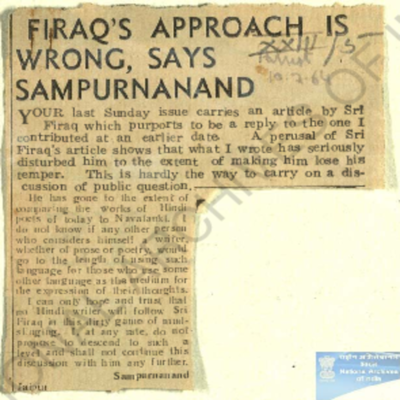 FIRAQ'S APPROACH IS
WRONG, SAYS
SAMPURNANAND
XXII/5
Patriot
YOUR last Sunday issue carries an article by Sri
Firaq which purports to be a reply to the one I
contributed at an earlier date A perusal of Sri
Firaq's article shows that what I wrote has seriously
disturbed him to the extent of making him lose his
temper. This is hardly the way to carry on a dis-
cussion of public question.
He has gone to the extent of
comparing the works of Hindi
poets of today to Navatanki. I
do not know if any other person
who considers himself a writer,
whether of prose or poetry, would
go to the length of using such
language for those who use some
other language as the medium for
the expression of their thoughts.
I can only hope and trust that
no Hindi writer will follow Sri
Firaq in this dirty game of mud-
slinging. I, at any rate, do not
propose to descend to such a
level and shall not continue this
discussion with him any further.
Sampurnanand
Jaipur